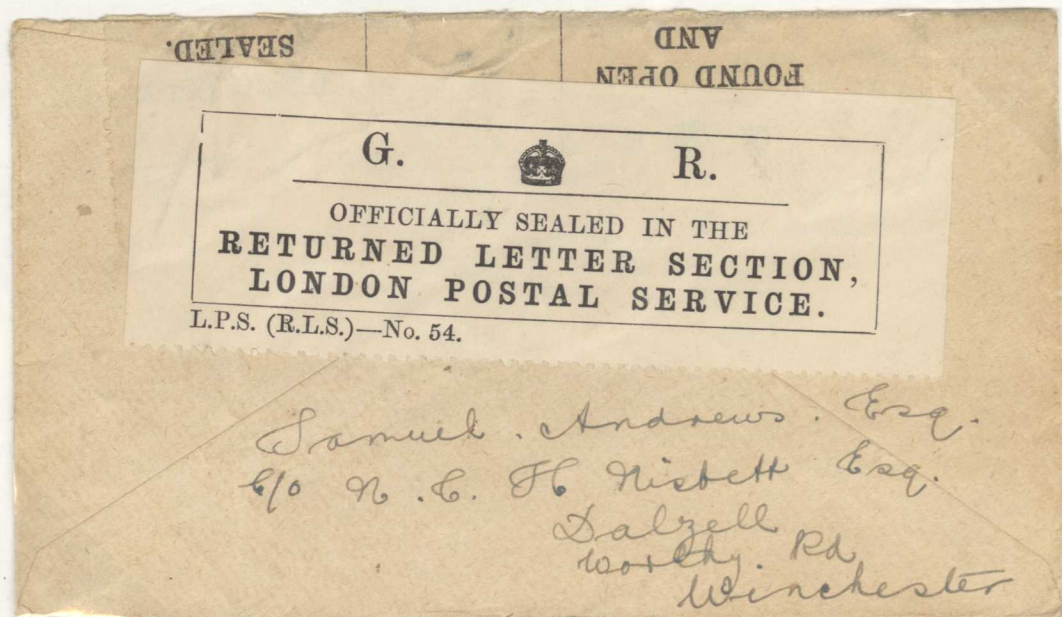 SEALED.
FOUND OPEN
AND
G. R.
OFFICIALLY SEALED IN THE
RETURNED LETTER SECTION,
LONDON POSTAL SERVICE.
L.P.S. (R.L.S.)—No. 54.
Samuel. Andrews. Esq.
C/o N. C. H Nisbett Esq.
Dalzell
Worthy. Rd
Winchester